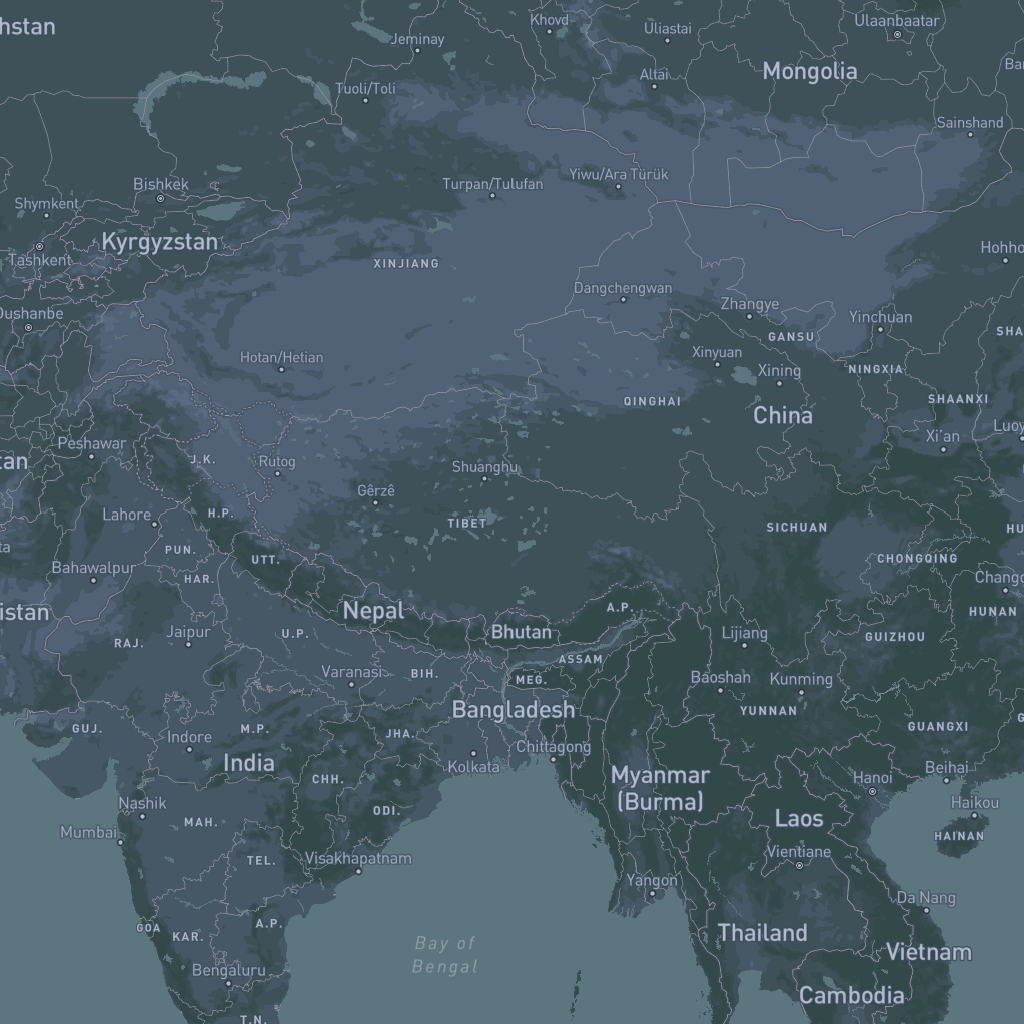 hstan
Khovd
Uliastai
Ulaanbaatar
Jeminay
Altai
Mongolia
Tuoli/Toli
Sainshand
Bishkek
Turpan/Tulufan
Yiwu/Ara Türük
Shymkent
Kyrgyzstan
Tashkent
XINJIANG
Hohho
Dangchengwan
Dushanbe
Zhangye
Yinchuan
SHA
GANSU
Hotan/Hetian
Xinyuan
Xining
NINGXIA
QINGHAI
SHAANXI
China
Peshawar
Xi'an
Luoy
tan
J.K.
Rutog
Shuanghu
Gêrzê
Lahore
H.P.
TIBET
SICHUAN
HU
ta
PUN.
UTT.
CHONGQING
Bahawalpur
HAR.
Changd
istan
Nepal
A.P.
HUNAN
Jaipur
U.P.
Bhutan
Lijiang
GUIZHOU
RAJ.
ASSAM
Varanasi
BIH.
MEG.
Baoshah
Kunming
Bangladesh
YUNNAN
GUJ.
M.P.
JHA.
GUANGXI
G
Indore
Chittagong
India
Kolkata
Beihai
CHH.
Myanmar
(Burma)
Hanoi
Nashik
ODI.
Haikou
MAH.
Laos
Mumbai
HAINAN
TEL.
Visakhapatnam
Vientiane
Yangon
Da Nang
GOA
KAR.
A.P.
Thailand
Bay of
Bengal
Vietnam
Bengaluru
Cambodia
T.N.